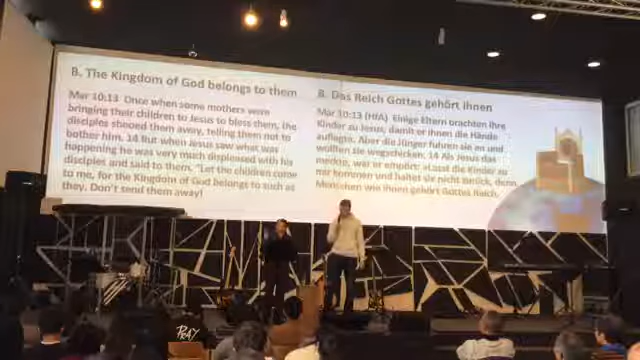 B. The Kingdom of God belongs to them
Mar 10:13 Once when some mothers were
bringing their children to Jesus to bless them, the
disciples shooed them away, telling them not to
bother him. 14 But when Jesus saw what was
happening he was very much displeased with his
disciples and said to them, "Let the children come
to me, for the Kingdom of God belongs to such as
they. Don't send them away!
B. Das Reich Gottes gehört ihnen
Mar 10:13 (HfA) Einige Eltern brachten ihre
Kinder zu Jesus, damit er ihnen die Hände
auflegte. Aber die Jünger fuhren sie an und
wollten sie wegschicken. 14 Als Jesus das
merkte, war er empört: »Lasst die Kinder zu
mir kommen und haltet sie nicht zurück, denn
Menschen wie ihnen gehört Gottes Reich.
PRAY